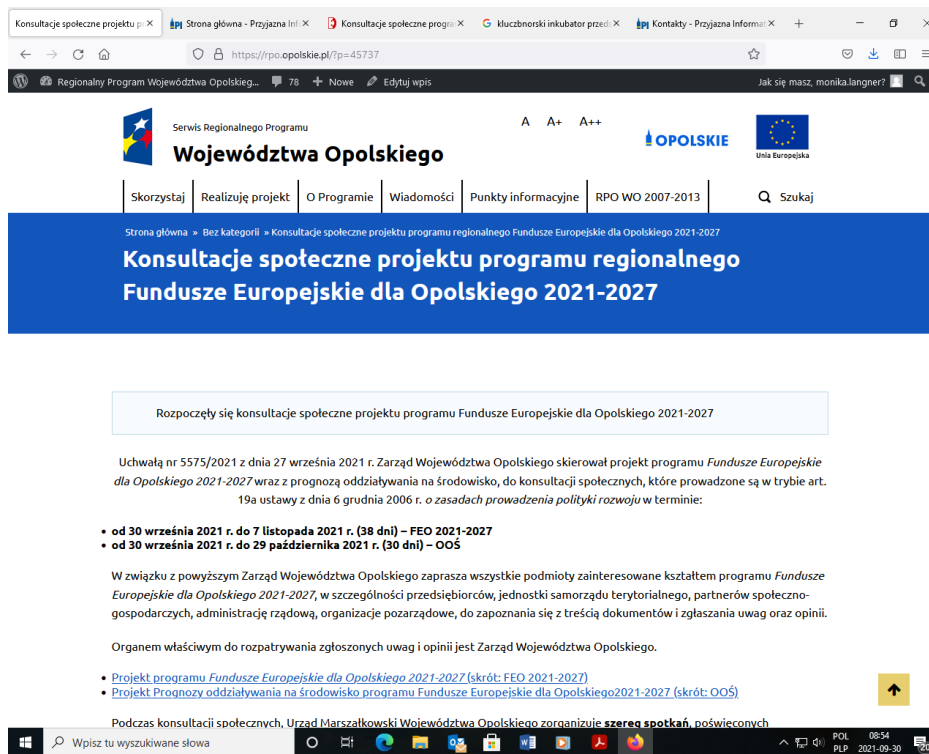 Konsultacje społeczne projektu p
Strona główna - Przyjazna Inf
Konsultacje społeczne progra
kluczbnorski inkubator przed
Kontakty - Przyjazna Informa
https://rpo.opolskie.pl/?p=45737
Regionalny Program Województwa Opolskieg... 78 + Nowe Edytuj wpis Jak się masz, monika.langner?
Serwis Regionalnego Programu
Województwa Opolskiego
A A+ A++
OPOLSKIE
Unia Europejska
Skorzystaj Realizuję projekt O Programie Wiadomości Punkty informacyjne RPO WO 2007-2013 Szukaj
Strona główna » Bez kategorii » Konsultacje społeczne projektu programu regionalnego Fundusze Europejskie dla Opolskiego 2021-2027
Konsultacje społeczne projektu programu regionalnego
Fundusze Europejskie dla Opolskiego 2021-2027
Rozpoczęły się konsultacje społeczne projektu programu Fundusze Europejskie dla Opolskiego 2021-2027
Uchwałą nr 5575/2021 z dnia 27 września 2021 r. Zarząd Województwa Opolskiego skierował projekt programu Fundusze Europejskie
dla Opolskiego 2021-2027 wraz z prognozą oddziaływania na środowisko, do konsultacji społecznych, które prowadzone są w trybie art.
19a ustawy z dnia 6 grudnia 2006 r. o zasadach prowadzenia polityki rozwoju w terminie:
• od 30 września 2021 r. do 7 listopada 2021 r. (38 dni) – FEO 2021-2027
• od 30 września 2021 r. do 29 października 2021 r. (30 dni) – OOŚ
W związku z powyższym Zarząd Województwa Opolskiego zaprasza wszystkie podmioty zainteresowane kształtem programu Fundusze
Europejskie dla Opolskiego 2021-2027, w szczególności przedsiębiorców, jednostki samorządu terytorialnego, partnerów społeczno-
gospodarczych, administrację rządową, organizacje pozarządowe, do zapoznania się z treścią dokumentów i zgłaszania uwag oraz opinii.
Organem właściwym do rozpatrywania zgłoszonych uwag i opinii jest Zarząd Województwa Opolskiego.
• Projekt programu Fundusze Europejskie dla Opolskiego 2021-2027 (skrót: FEO 2021-2027)
• Projekt Prognozy oddziaływania na środowisko programu Fundusze Europejskie dla Opolskiego2021-2027 (skrót: OOŚ)
Podczas konsultacji społecznych, Urząd Marszałkowski Województwa Opolskiego zorganizuje szereg spotkań, poświęconych
Wpisz tu wyszukiwane słowa
POL 08:54
PLP 2021-09-30